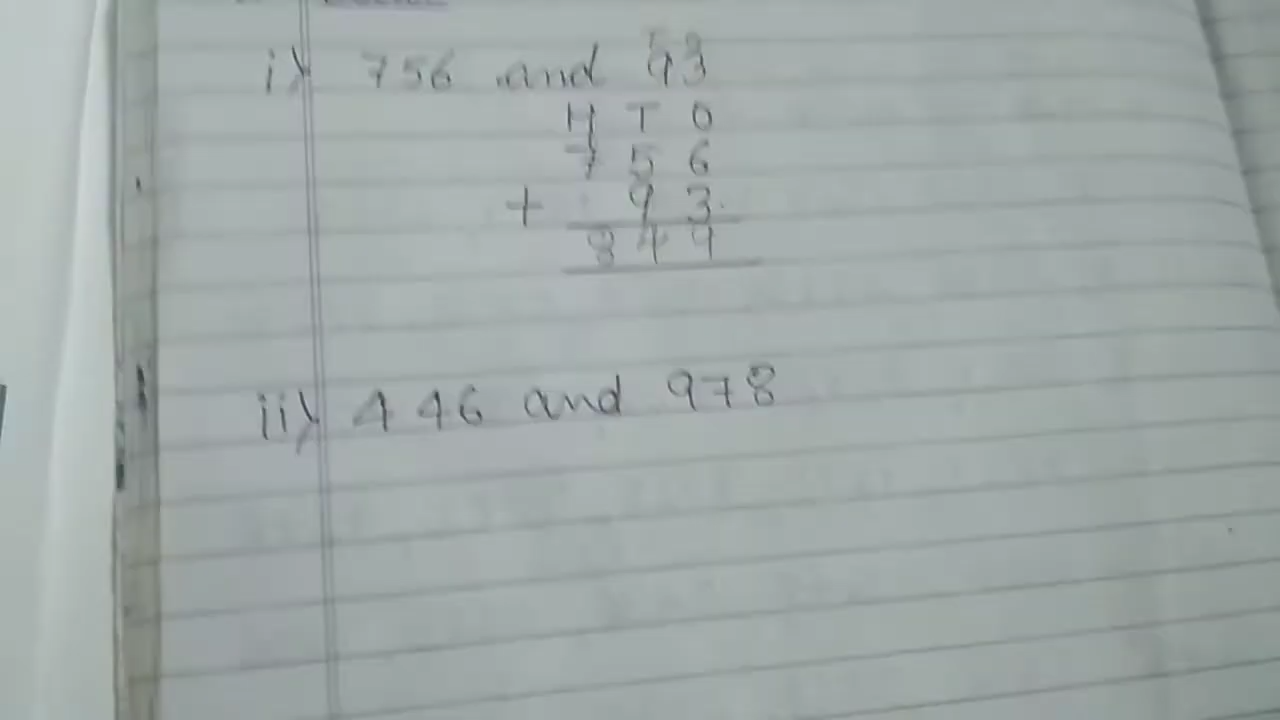 i) 756 and 93
H T O
7 5 6
+ 9 3
8 4 9
ii) 446 and 978